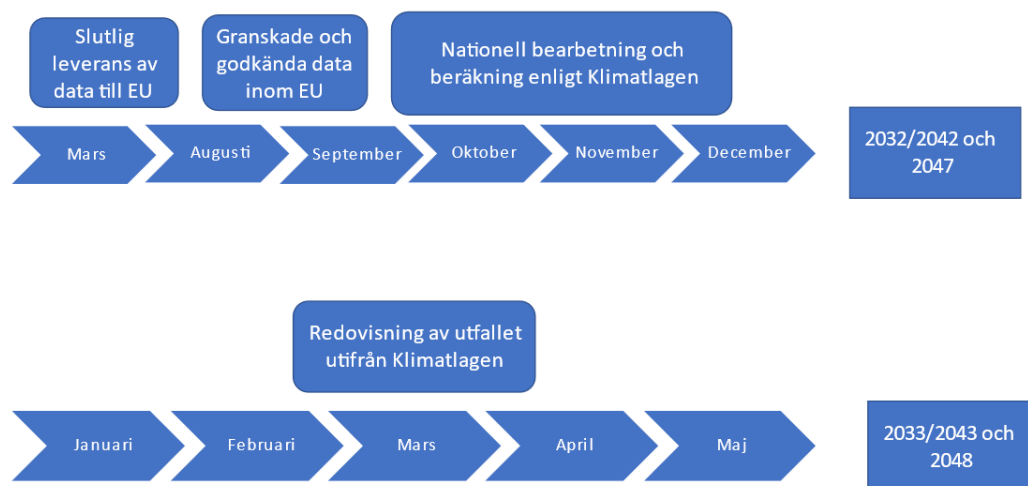 Slutlig
leverans av
data till EU
Granskade och
godkända data
inom EU
Nationell bearbetning och
beräkning enligt Klimatlagen
Mars
Augusti
September
Oktober
November
December
2032/2042 och
2047
Redovisning av utfallet
utifrån Klimatlagen
Januari
Februari
Mars
April
Maj
2033/2043 och
2048